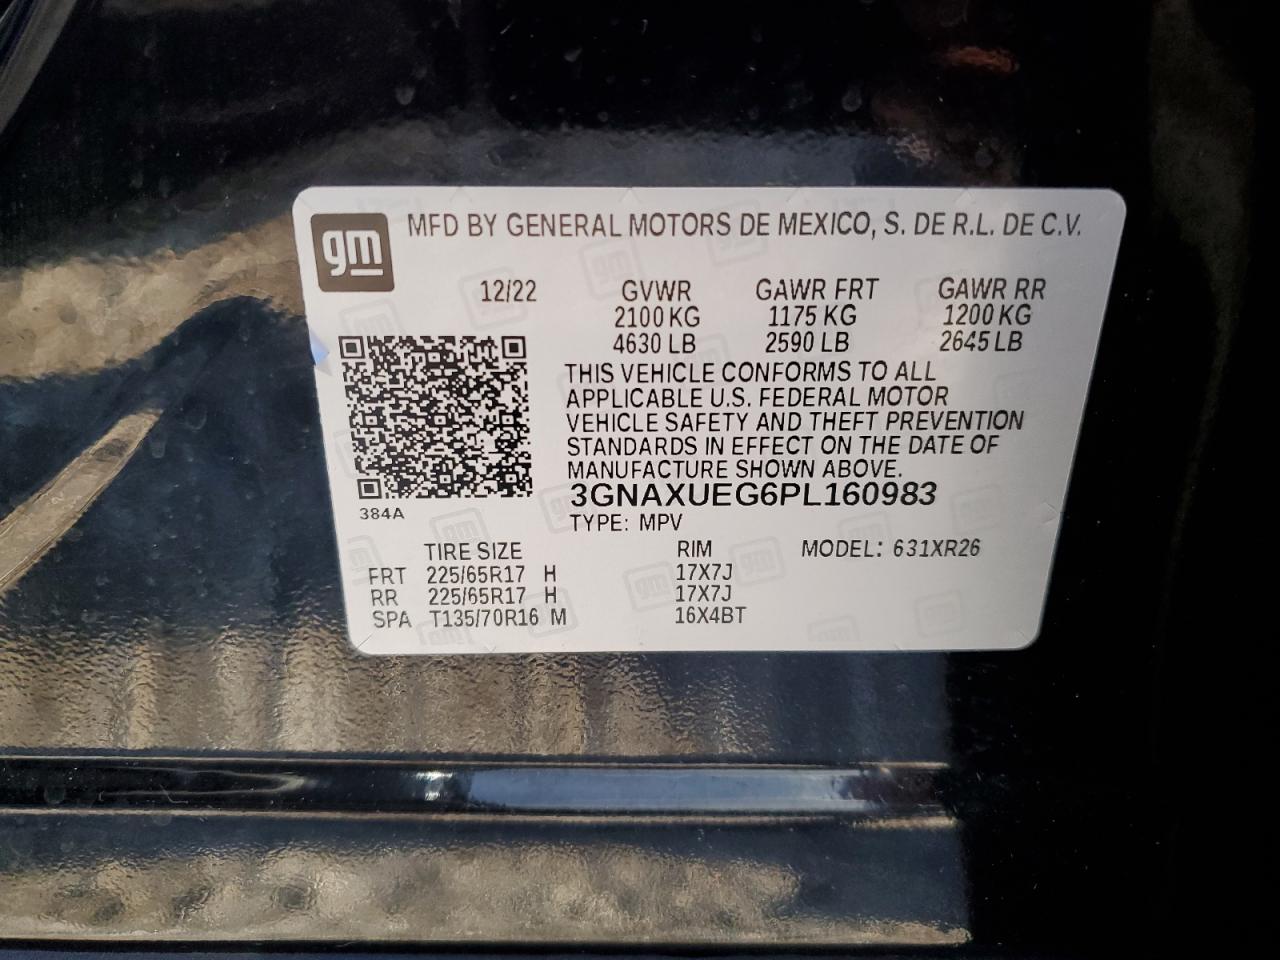 gm
MFD BY GENERAL MOTORS DE MEXICO, S. DE R.L. DE C.V.
12/22 GVWR GAWR FRT GAWR RR
2100 KG 1175 KG 1200 KG
4630 LB 2590 LB 2645 LB
THIS VEHICLE CONFORMS TO ALL
APPLICABLE U.S. FEDERAL MOTOR
VEHICLE SAFETY AND THEFT PREVENTION
STANDARDS IN EFFECT ON THE DATE OF
MANUFACTURE SHOWN ABOVE.
3GNAXUEG6PL160983
384A
TYPE: MPV
TIRE SIZE RIM MODEL: 631XR26
FRT 225/65R17 H 17X7J
RR 225/65R17 H 17X7J
SPA T135/70R16 M 16X4BT